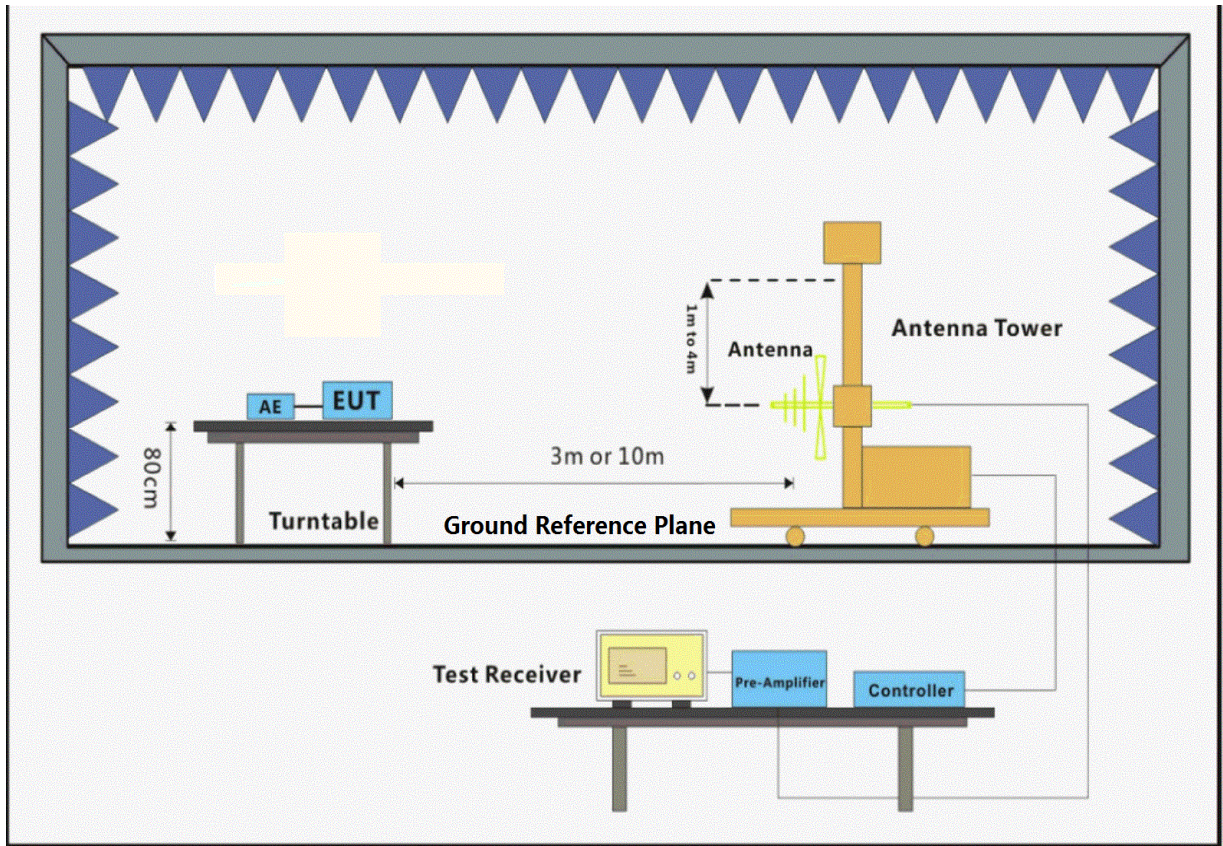 1m to 4m
Antenna
Antenna Tower
AE
EUT
80cm
3m or 10m
Turntable
Ground Reference Plane
Test Receiver
Pre-Amplifier
Controller